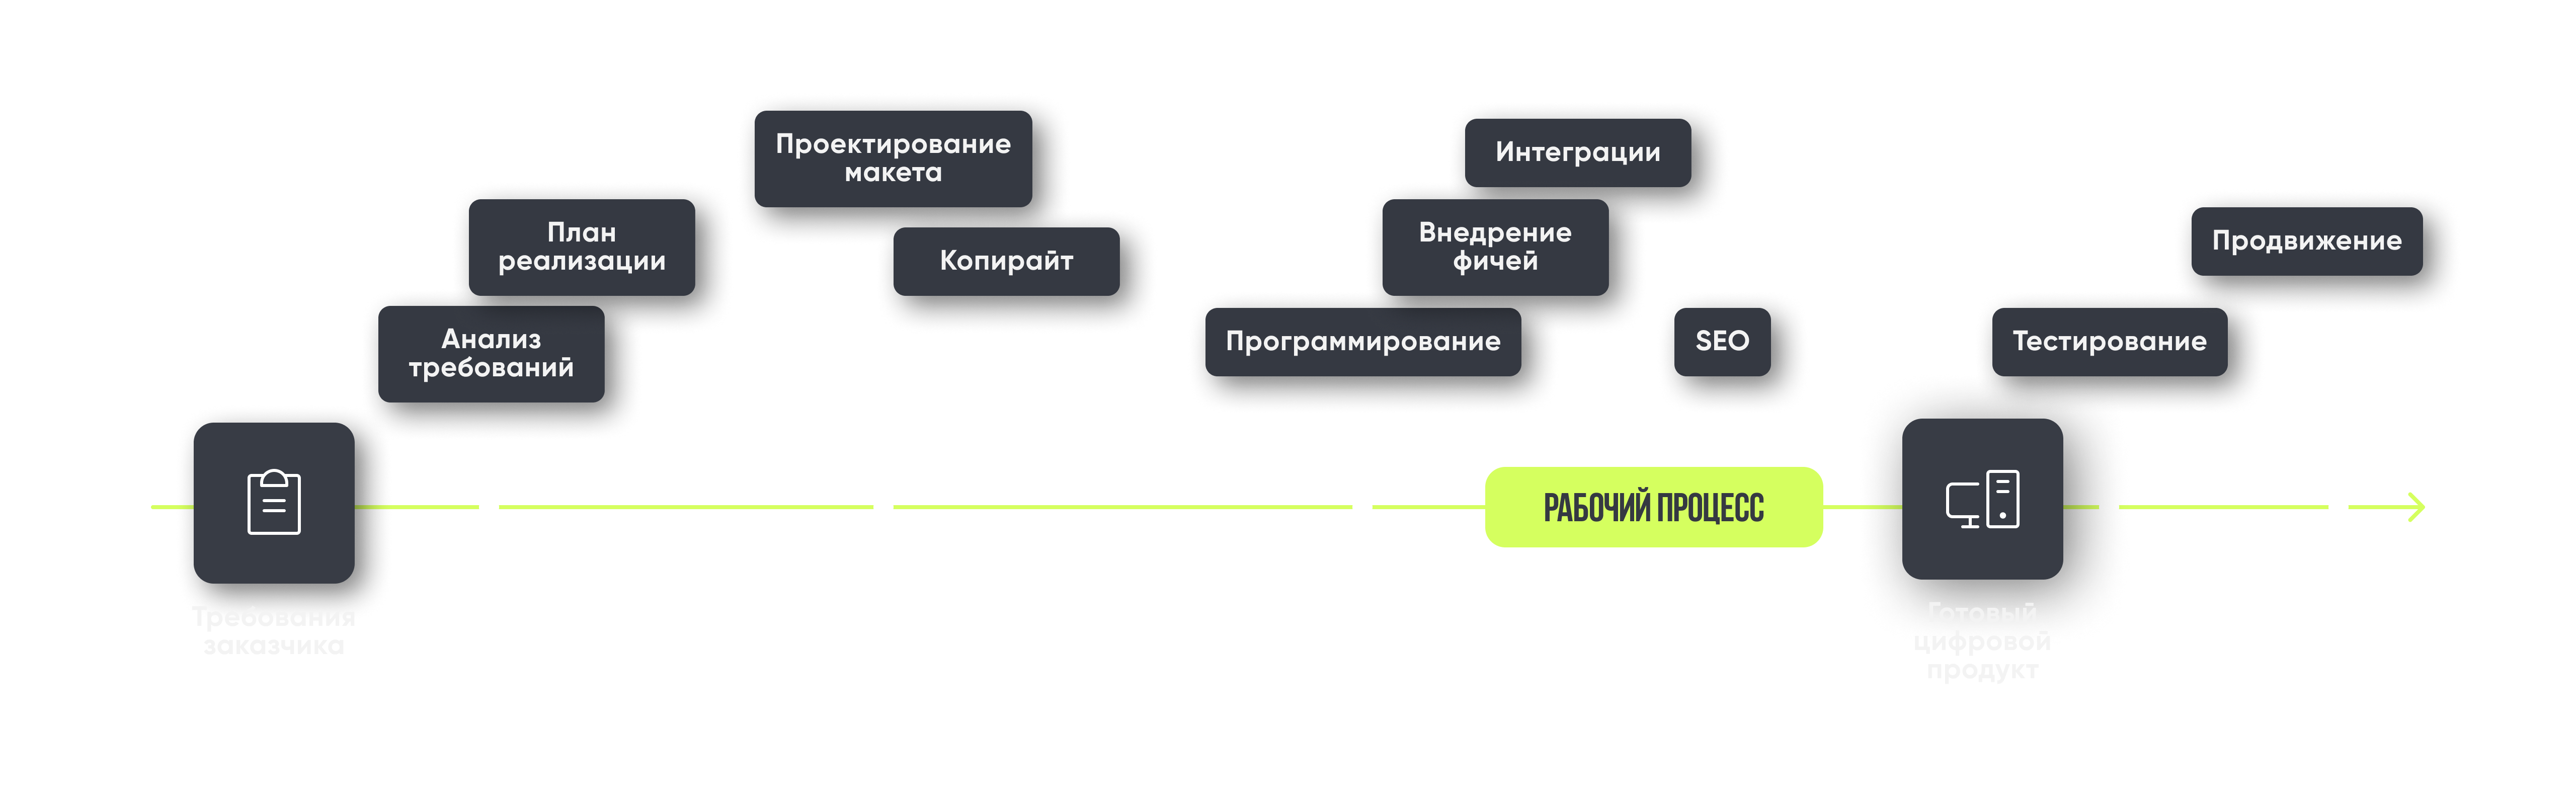 Проектирование
макета
Интеграции
План
реализации
Внедрение
фичей
Продвижение
Копирайт
Анализ
требований
Программирование
SEO
Тестирование
РАБОЧИЙ ПРОЦЕСС
Требования
заказчика
Готовый
цифровой
продукт